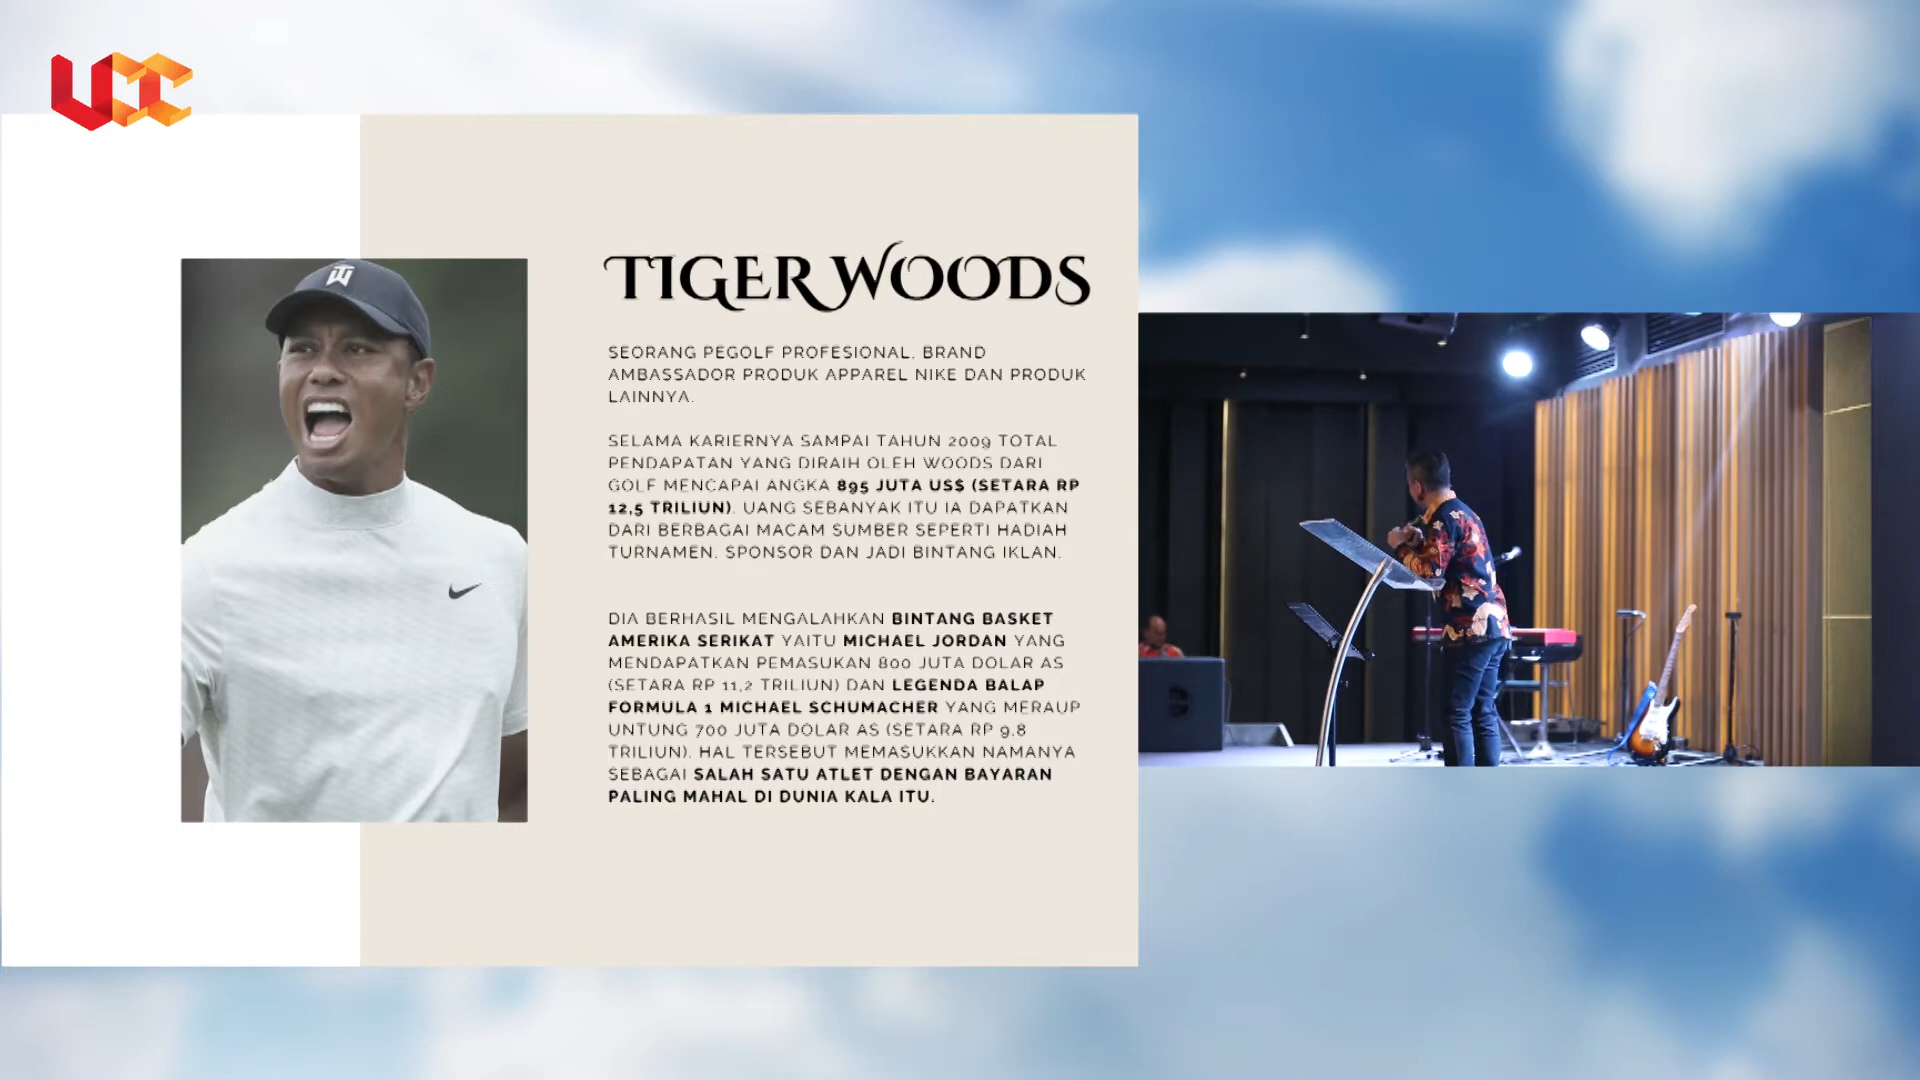 UCC
TW
TIGER WOODS
SEORANG PEGOLF PROFESIONAL, BRAND
AMBASSADOR PRODUK APPAREL NIKE DAN PRODUK
LAINNYA.
SELAMA KARIERNYA SAMPAI TAHUN 2009 TOTAL
PENDAPATAN YANG DIRAIH OLEH WOODS DARI
GOLF MENCAPAI ANGKA 895 JUTA US$ (SETARA RP
12,5 TRILIUN). UANG SEBANYAK ITU IA DAPATKAN
DARI BERBAGAI MACAM SUMBER SEPERTI HADIAH
TURNAMEN, SPONSOR DAN JADI BINTANG IKLAN.
DIA BERHASIL MENGALAHKAN BINTANG BASKET
AMERIKA SERIKAT YAITU MICHAEL JORDAN YANG
MENDAPATKAN PEMASUKAN 800 JUTA DOLAR AS
(SETARA RP 11,2 TRILIUN) DAN LEGENDA BALAP
FORMULA 1 MICHAEL SCHUMACHER YANG MERAUP
UNTUNG 700 JUTA DOLAR AS (SETARA RP 9,8
TRILIUN). HAL TERSEBUT MEMASUKKAN NAMANYA
SEBAGAI SALAH SATU ATLET DENGAN BAYARAN
PALING MAHAL DI DUNIA KALA ITU.